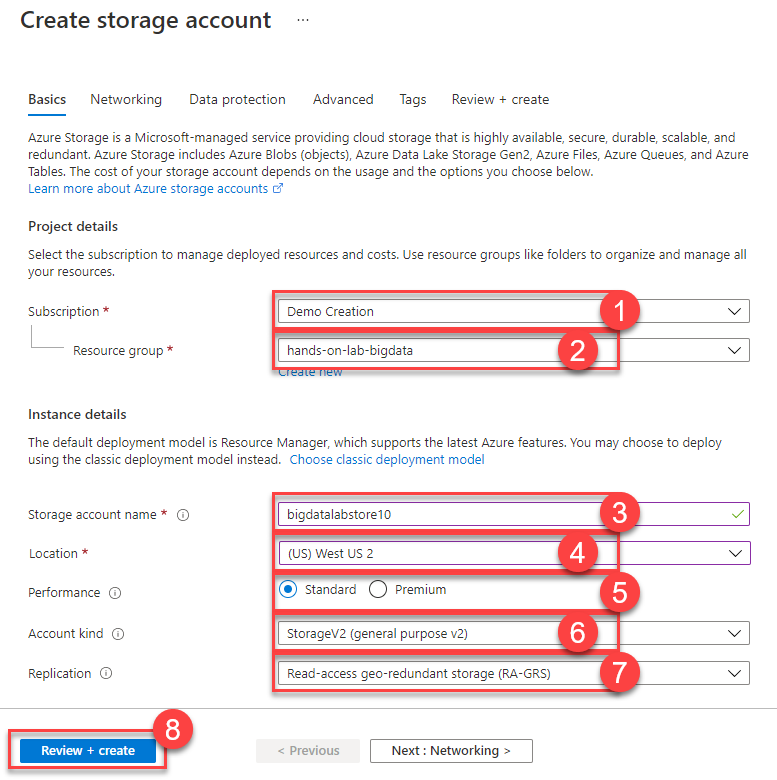 Create storage account ...
Basics Networking Data protection Advanced Tags Review + create
Azure Storage is a Microsoft-managed service providing cloud storage that is highly available, secure, durable, scalable, and
redundant. Azure Storage includes Azure Blobs (objects), Azure Data Lake Storage Gen2, Azure Files, Azure Queues, and Azure
Tables. The cost of your storage account depends on the usage and the options you choose below.
Learn more about Azure storage accounts
Project details
Select the subscription to manage deployed resources and costs. Use resource groups like folders to organize and manage all
your resources.
Subscription * Demo Creation 1
Resource group * hands-on-lab-bigdata 2
Create new
Instance details
The default deployment model is Resource Manager, which supports the latest Azure features. You may choose to deploy
using the classic deployment model instead. Choose classic deployment model
Storage account name * bigdatalabstore10 3
Location * (US) West US 2 4
Performance Standard Premium 5
Account kind StorageV2 (general purpose v2) 6
Replication Read-access geo-redundant storage (RA-GRS) 7
8
Review + create < Previous Next : Networking >